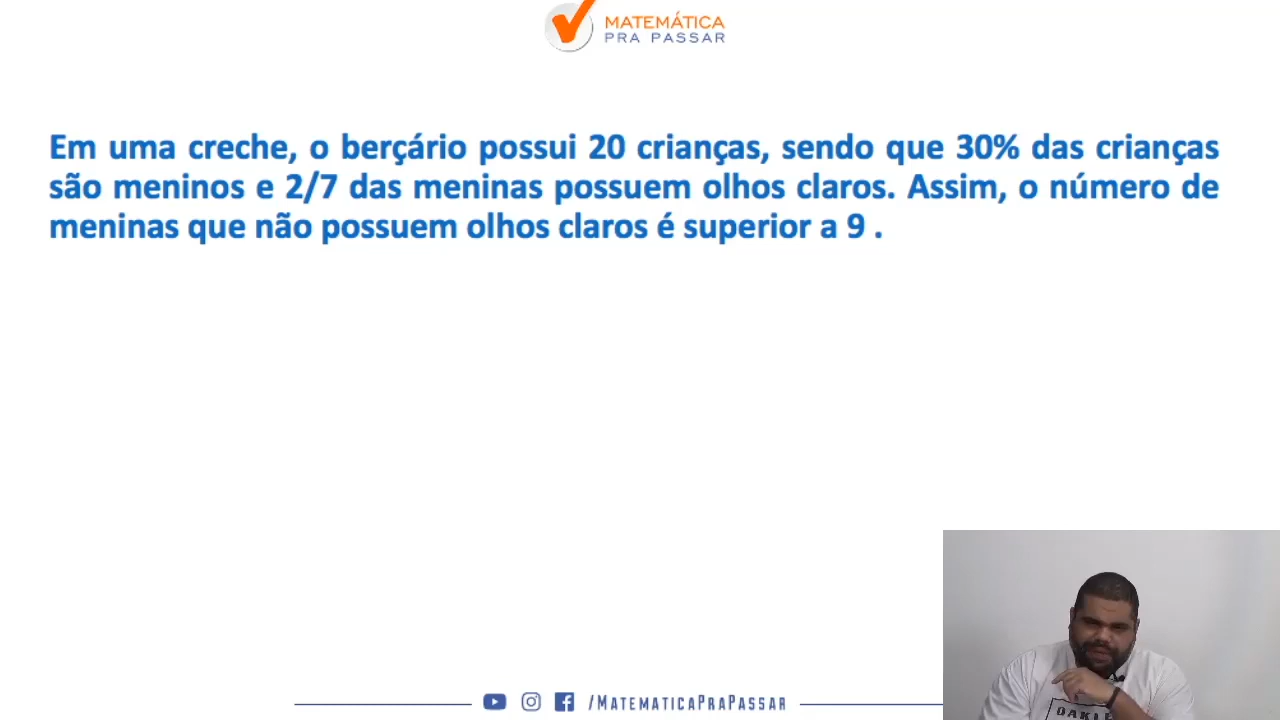 MATEMÁTICA
PRA PASSAR
Em uma creche, o berçário possui 20 crianças, sendo que 30% das crianças
são meninos e 2/7 das meninas possuem olhos claros. Assim, o número de
meninas que não possuem olhos claros é superior a 9 .
/MATEMATICAPRAPASSAR